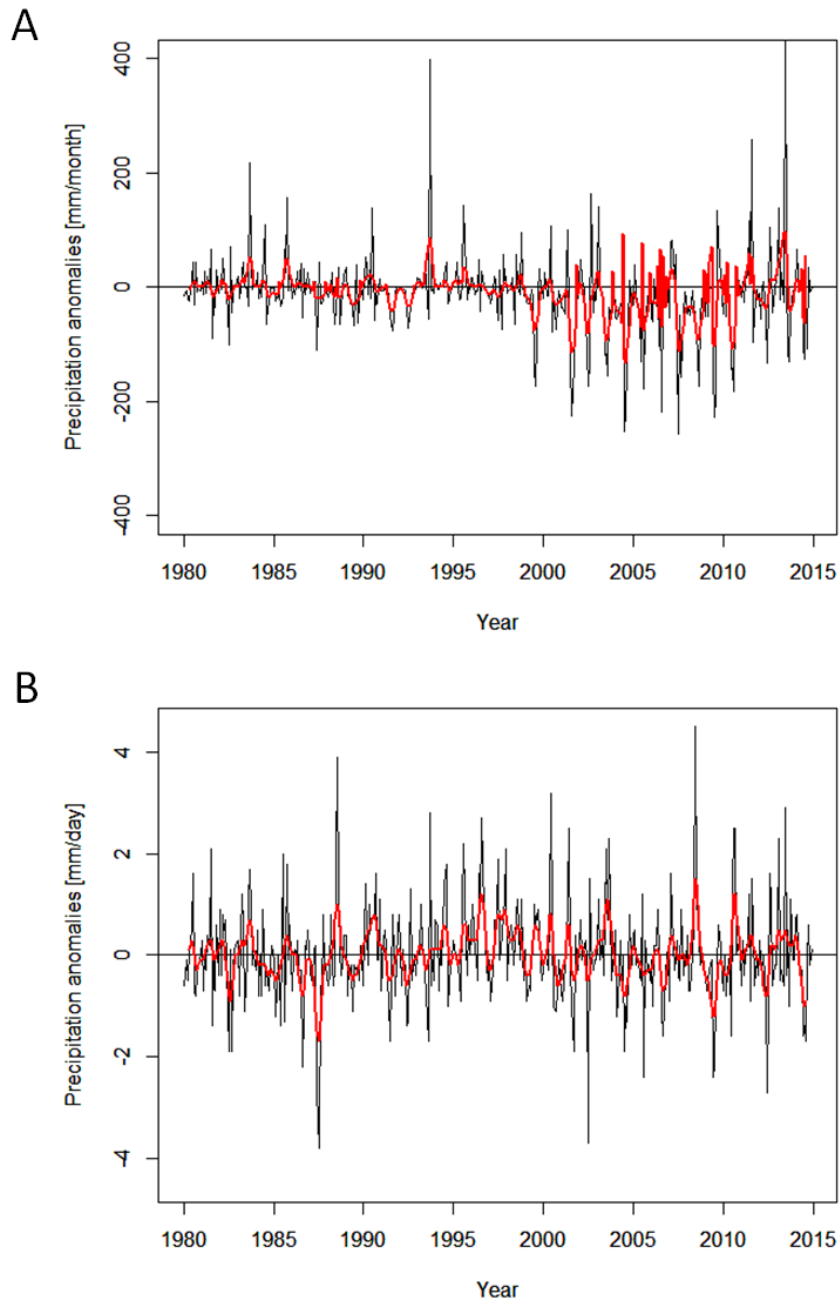 A
Precipitation anomalies [mm/month]
400
200
0
-200
-400
1980 1985 1990 1995 2000 2005 2010 2015
Year
B
Precipitation anomalies [mm/day]
4
2
0
-2
-4
1980 1985 1990 1995 2000 2005 2010 2015
Year